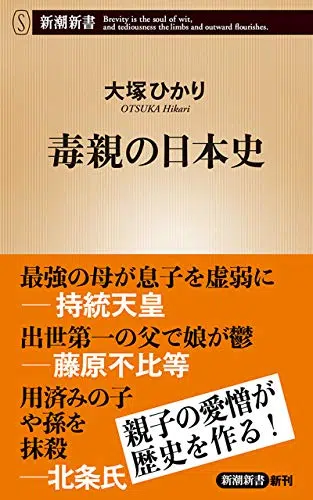 S
新潮新書
Brevity is the soul of wit,
and tediousness the limbs and outward flourishes.
大塚ひかり
OTSUKA Hikari
毒親の日本史
最強の母が息子を虚弱に
─持統天皇
出世第一の父で娘が鬱
─藤原不比等
用済みの子
や孫を
抹殺
─北条氏
親子の愛憎が
歴史を作る!
新潮新書 新刊